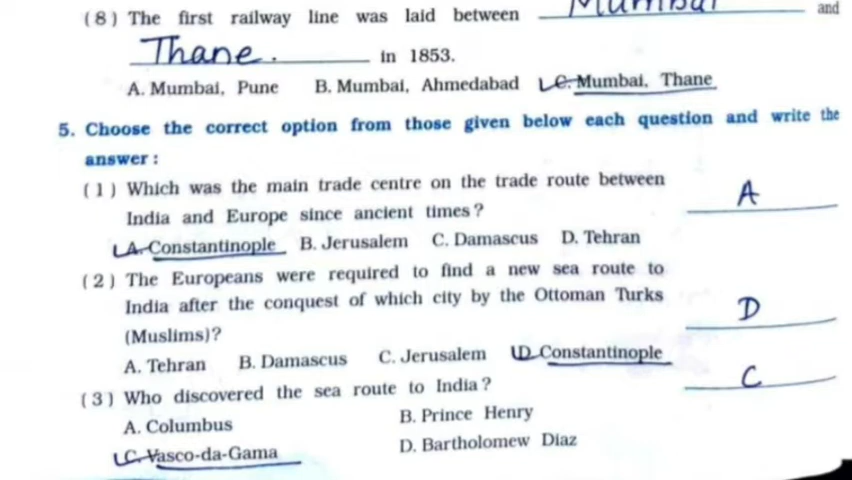 (8) The first railway line was laid between Mumbai and
Thane. in 1853.
A. Mumbai, Pune B. Mumbai, Ahmedabad C. Mumbai, Thane
5. Choose the correct option from those given below each question and write the
answer :
(1) Which was the main trade centre on the trade route between
India and Europe since ancient times? A
A. Constantinople B. Jerusalem C. Damascus D. Tehran
(2) The Europeans were required to find a new sea route to
India after the conquest of which city by the Ottoman Turks D
(Muslims)?
A. Tehran B. Damascus C. Jerusalem D Constantinople
(3) Who discovered the sea route to India? C
A. Columbus B. Prince Henry
C. Vasco-da-Gama D. Bartholomew Diaz